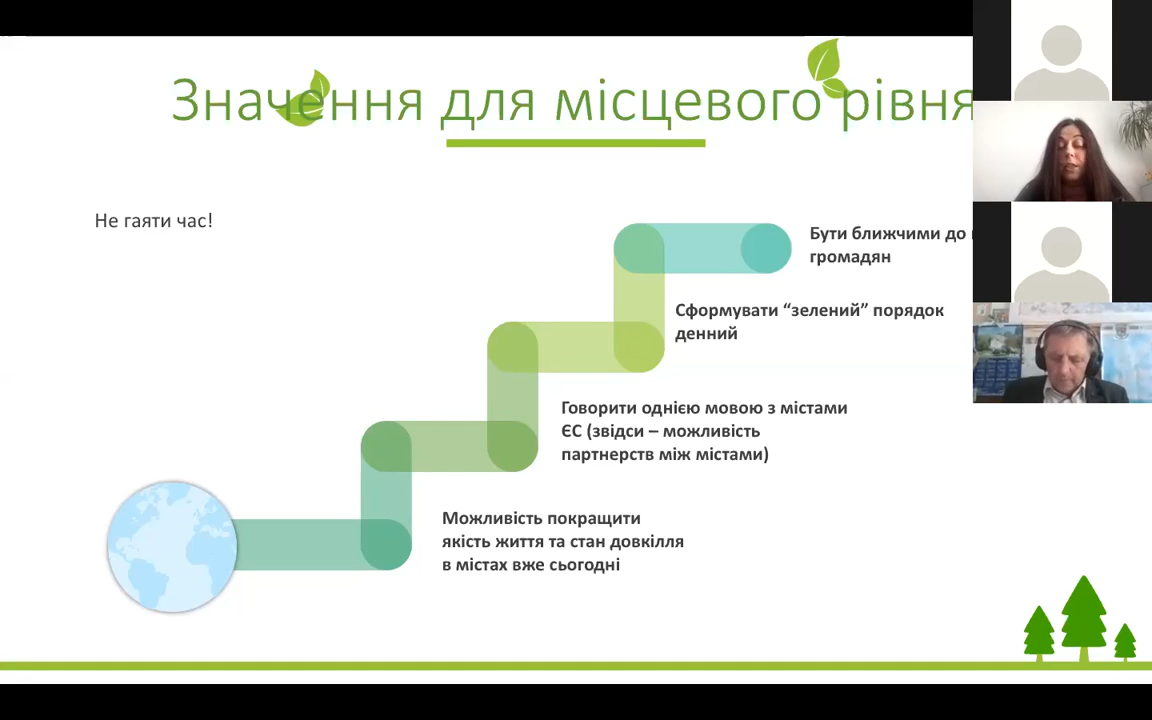 Значення для місцевого рівня
Не гаяти час!
Бути ближчими до
громадян
Сформувати “зелений” порядок
денний
Говорити однією мовою з містами
ЄС (звідси – можливість
партнерств між містами)
Можливість покращити
якість життя та стан довкілля
в містах вже сьогодні